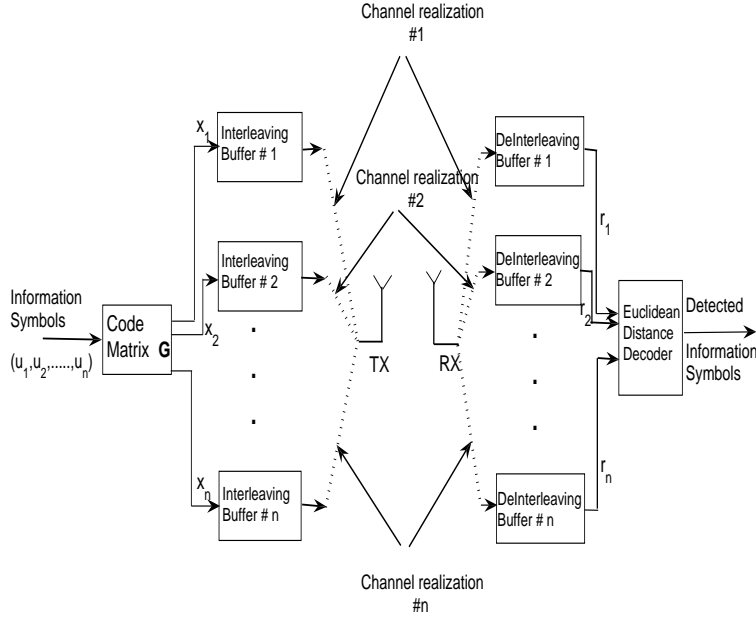 Channel realization
#1
x1
Interleaving
Buffer # 1
DeInterleaving
Buffer # 1
Channel realization
#2
r1
Interleaving
Buffer # 2
DeInterleaving
Buffer # 2
Information
Symbols
(u1,u2,.....,un)
Code
Matrix G
x2
TX
RX
r2
Euclidean
Distance
Decoder
Detected
Information
Symbols
xn
Interleaving
Buffer # n
DeInterleaving
Buffer # n
rn
Channel realization
#n